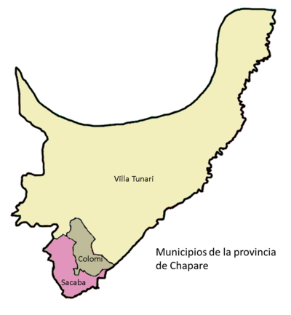 Villa Tunari
Colomi
Sacaba
Municipios de la provincia
de Chapare